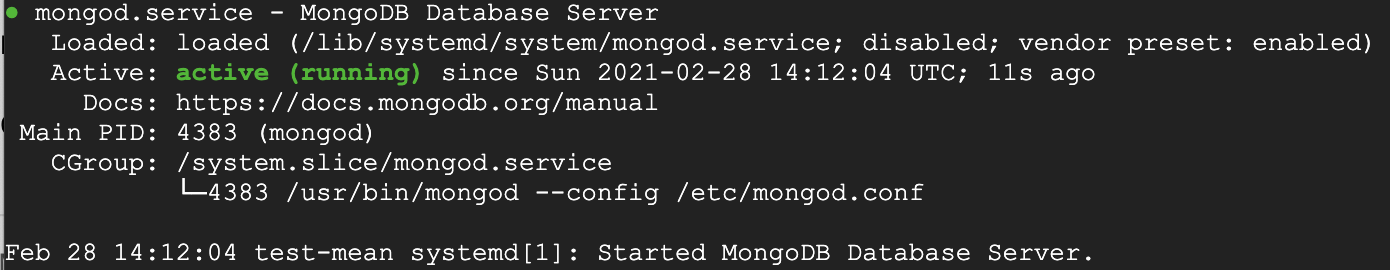 ● mongod.service - MongoDB Database Server
Loaded: loaded (/lib/systemd/system/mongod.service; disabled; vendor preset: enabled)
Active: active (running) since Sun 2021-02-28 14:12:04 UTC; 11s ago
Docs: https://docs.mongodb.org/manual
Main PID: 4383 (mongod)
CGroup: /system.slice/mongod.service
└─4383 /usr/bin/mongod --config /etc/mongod.conf
Feb 28 14:12:04 test-mean systemd[1]: Started MongoDB Database Server.